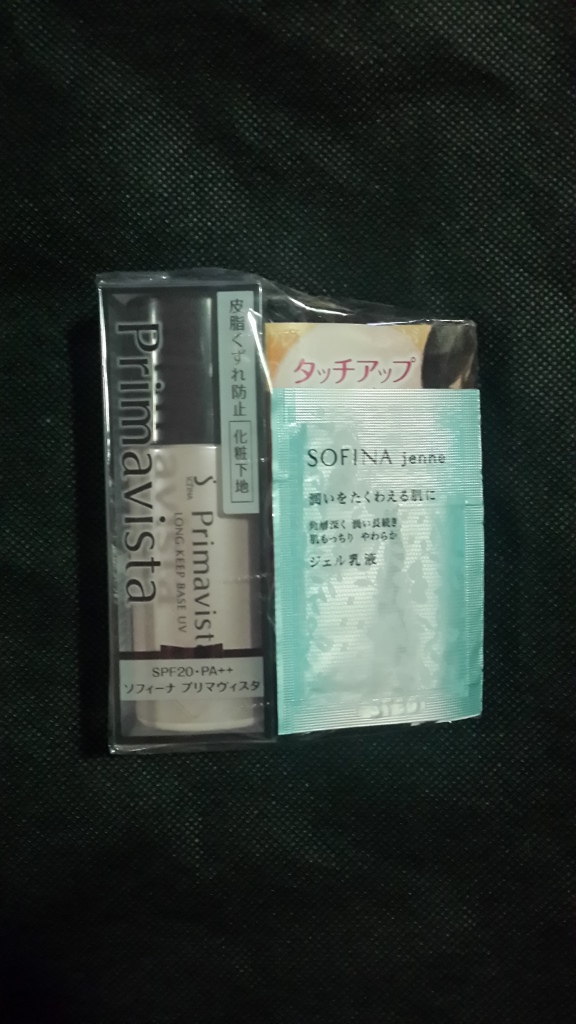 Primavista
皮脂くずれ防止 化粧下地
S
SOFINA
Primavist
LONG KEEP BASE UV
SPF20・PA++
ソフィーナ プリマヴィスタ
タッチアップ
SOFINA jenne
潤いをたくわえる肌に
角層深く 潤い長続き
肌もっちり やわらか
ジェル乳液